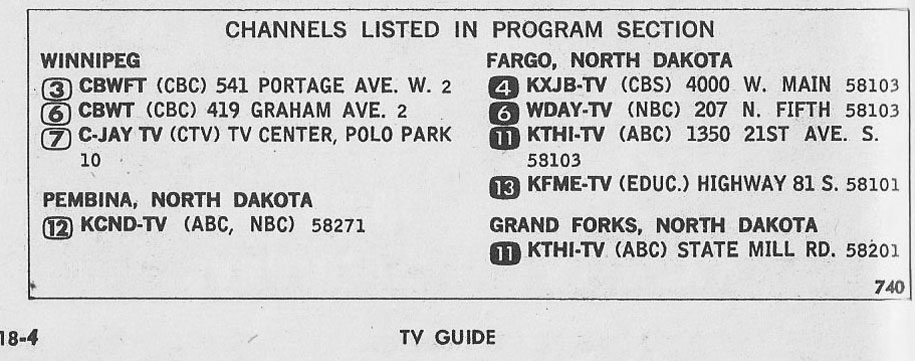 CHANNELS LISTED IN PROGRAM SECTION
WINNIPEG
3 CBWFT (CBC) 541 PORTAGE AVE. W. 2
6 CBWT (CBC) 419 GRAHAM AVE. 2
7 C-JAY TV (CTV) TV CENTER, POLO PARK
10
PEMBINA, NORTH DAKOTA
12 KCND-TV (ABC, NBC) 58271
FARGO, NORTH DAKOTA
4 KXJB-TV (CBS) 4000 W. MAIN 58103
6 WDAY-TV (NBC) 207 N. FIFTH 58103
11 KTHI-TV (ABC) 1350 21ST AVE. S.
58103
13 KFME-TV (EDUC.) HIGHWAY 81 S. 58101
GRAND FORKS, NORTH DAKOTA
11 KTHI-TV (ABC) STATE MILL RD. 58201
740
18-4
TV GUIDE